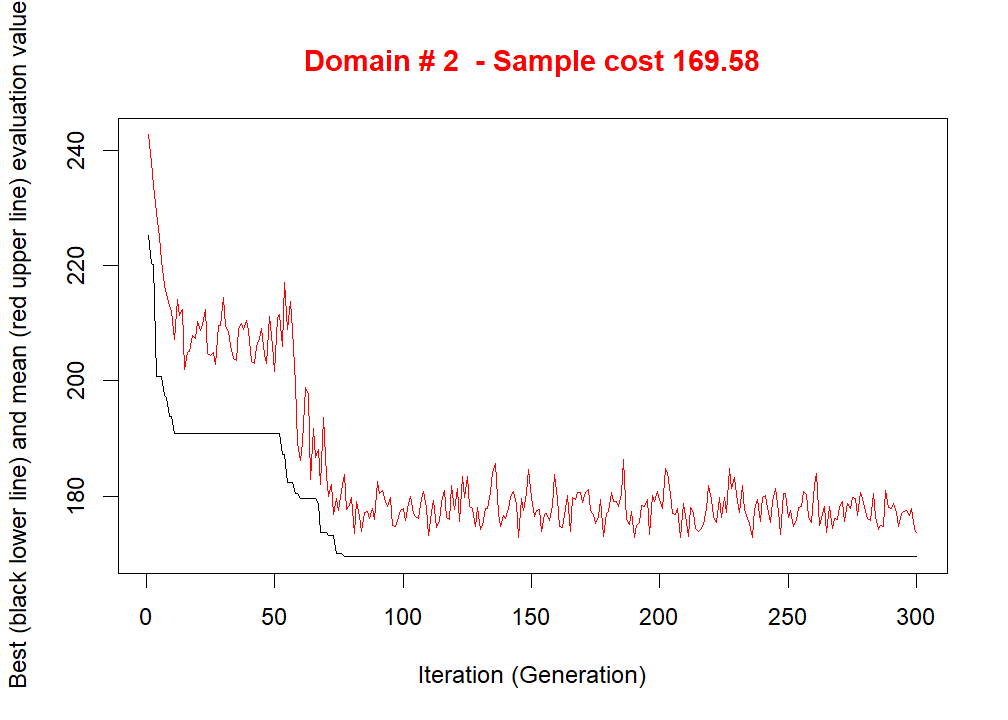 Domain # 2  - Sample cost 169.58
Best (black lower line) and mean (red upper line) evaluation value
240
220
200
180
0 50 100 150 200 250 300
Iteration (Generation)